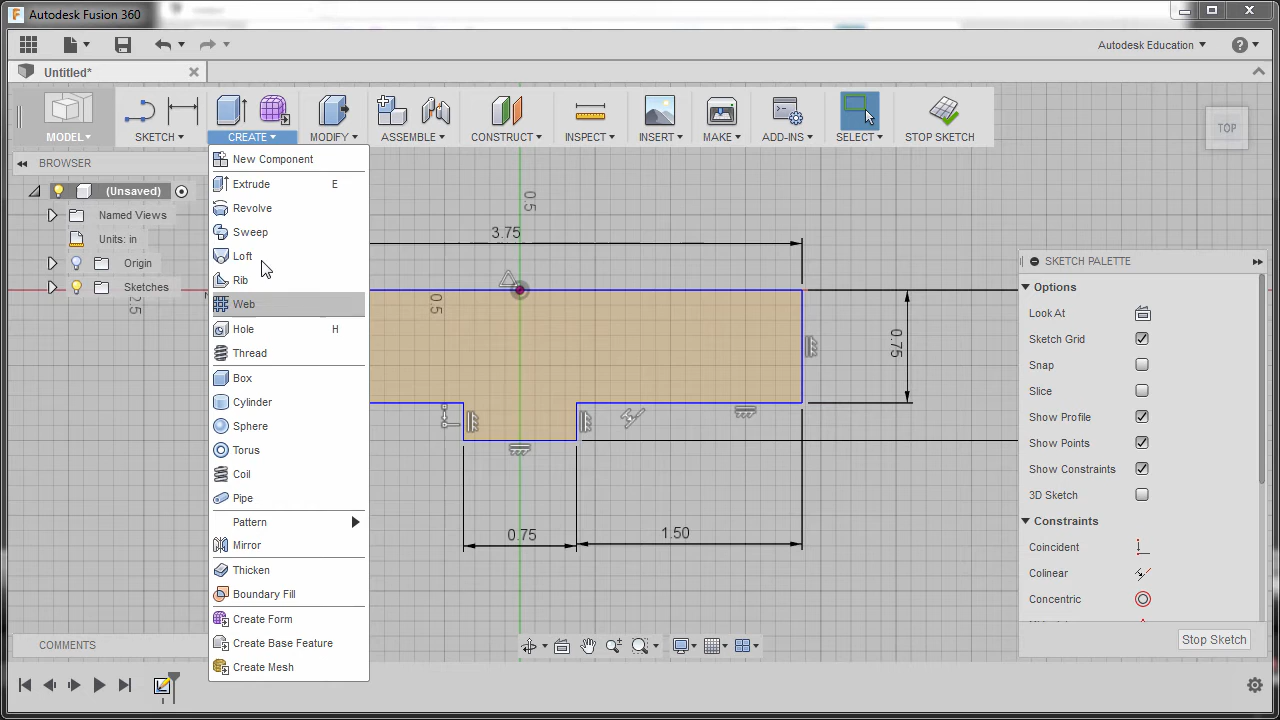 Autodesk Fusion 360
Autodesk Education
Untitled*
MODEL
SKETCH
CREATE
MODIFY
ASSEMBLE
CONSTRUCT
INSPECT
INSERT
MAKE
ADD-INS
SELECT
STOP SKETCH
BROWSER
(Unsaved)
Named Views
Units: in
Origin
Sketches
New Component
Extrude E
Revolve
Sweep
Loft
Rib
Web
Hole H
Thread
Box
Cylinder
Sphere
Torus
Coil
Pipe
Pattern
Mirror
Thicken
Boundary Fill
Create Form
Create Base Feature
Create Mesh
TOP
0.5
3.75
0.5
0.75
0.75
1.50
2.5
SKETCH PALETTE
Options
Look At
Sketch Grid
Snap
Slice
Show Profile
Show Points
Show Constraints
3D Sketch
Constraints
Coincident
Colinear
Concentric
Stop Sketch
COMMENTS